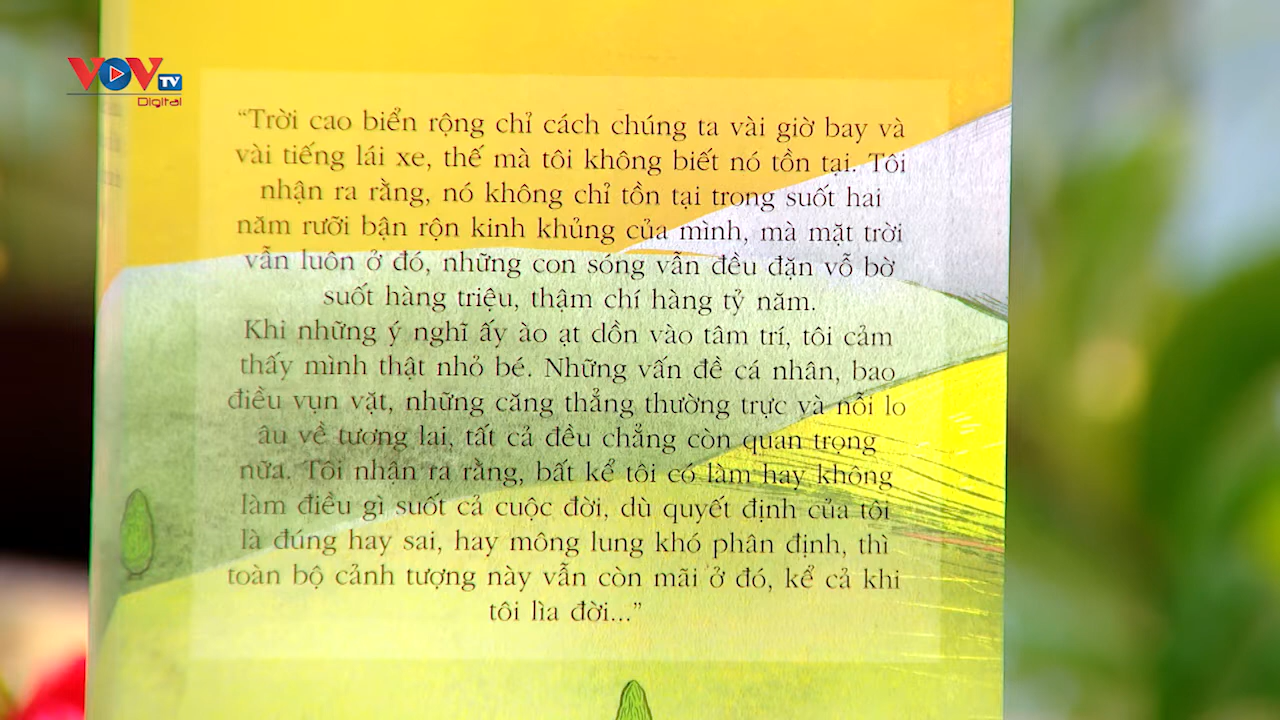 VOVTV
Digital
“Trời cao biển rộng chỉ cách chúng ta vài giờ bay và
vài tiếng lái xe, thế mà tôi không biết nó tồn tại. Tôi
nhận ra rằng, nó không chỉ tồn tại trong suốt hai
năm rưỡi bận rộn kinh khủng của mình, mà mặt trời
vẫn luôn ở đó, những con sóng vẫn đều đặn vỗ bờ
suốt hàng triệu, thậm chí hàng tỷ năm.
Khi những ý nghĩ ấy ào ạt dồn vào tâm trí, tôi cảm
thấy mình thật nhỏ bé. Những vấn đề cá nhân, bao
điều vụn vặt, những căng thẳng thường trực và nỗi lo
âu về tương lai, tất cả đều chẳng còn quan trọng
nữa. Tôi nhận ra rằng, bất kể tôi có làm hay không
làm điều gì suốt cả cuộc đời, dù quyết định của tôi
là đúng hay sai, hay mông lung khó phân định, thì
toàn bộ cảnh tượng này vẫn còn mãi ở đó, kể cả khi
tôi lìa đời...”